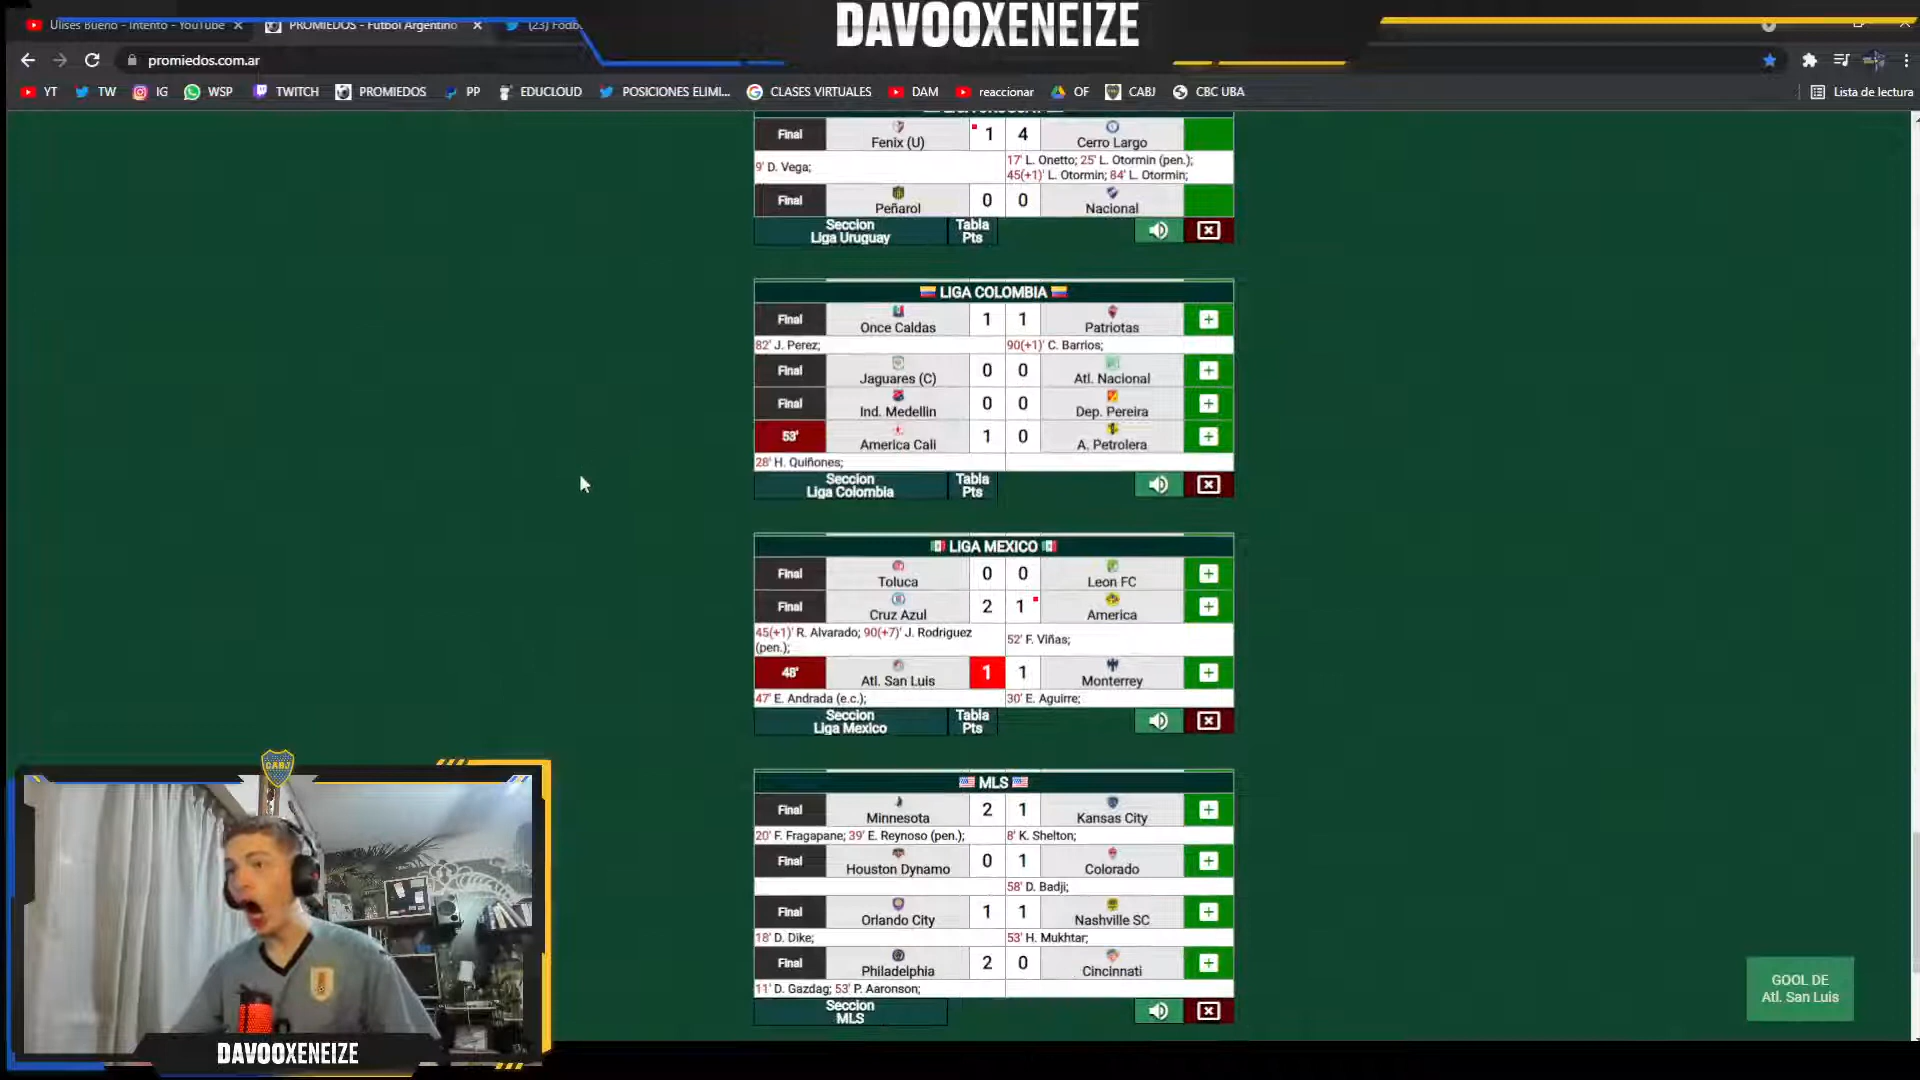 DAVOOXENEIZE
Ulises Bueno - Intento - YouTube
PROMIEDOS - Futbol Argentino
(23) Fodb
promiedos.com.ar
YT TW IG WSP TWITCH PROMIEDOS PP EDUCLOUD POSICIONES ELIMI... CLASES VIRTUALES DAM reaccionar OF CABJ CBC UBA Lista de lectura
Final Fenix (U) 1 4 Cerro Largo
9' D. Vega; 17' L. Onetto; 25' L. Otormin (pen.);
45(+1)' L. Otormin; 84' L. Otormin;
Final Peñarol 0 0 Nacional
Seccion Tabla
Liga Uruguay Pts
LIGA COLOMBIA
Final Once Caldas 1 1 Patriotas
82' J. Perez; 90(+1)' C. Barrios;
Final Jaguares (C) 0 0 Atl. Nacional
Final Ind. Medellin 0 0 Dep. Pereira
53' America Cali 1 0 A. Petrolera
28' H. Quiñones;
Seccion Tabla
Liga Colombia Pts
LIGA MEXICO
Final Toluca 0 0 Leon FC
Final Cruz Azul 2 1 America
45(+1)' R. Alvarado; 90(+7)' J. Rodriguez 52' F. Viñas;
(pen.);
48' Atl. San Luis 1 1 Monterrey
47' E. Andrada (e.c.); 30' E. Aguirre;
Seccion Tabla
Liga Mexico Pts
MLS
Final Minnesota 2 1 Kansas City
20' F. Fragapane; 39' E. Reynoso (pen.); 8' K. Shelton;
Final Houston Dynamo 0 1 Colorado
58' D. Badji;
Final Orlando City 1 1 Nashville SC
18' D. Dike; 53' H. Mukhtar;
Final Philadelphia 2 0 Cincinnati
11' D. Gazdag; 53' P. Aaronson;
Seccion
MLS
GOOL DE
Atl. San Luis
CABJ
DAVOOXENEIZE